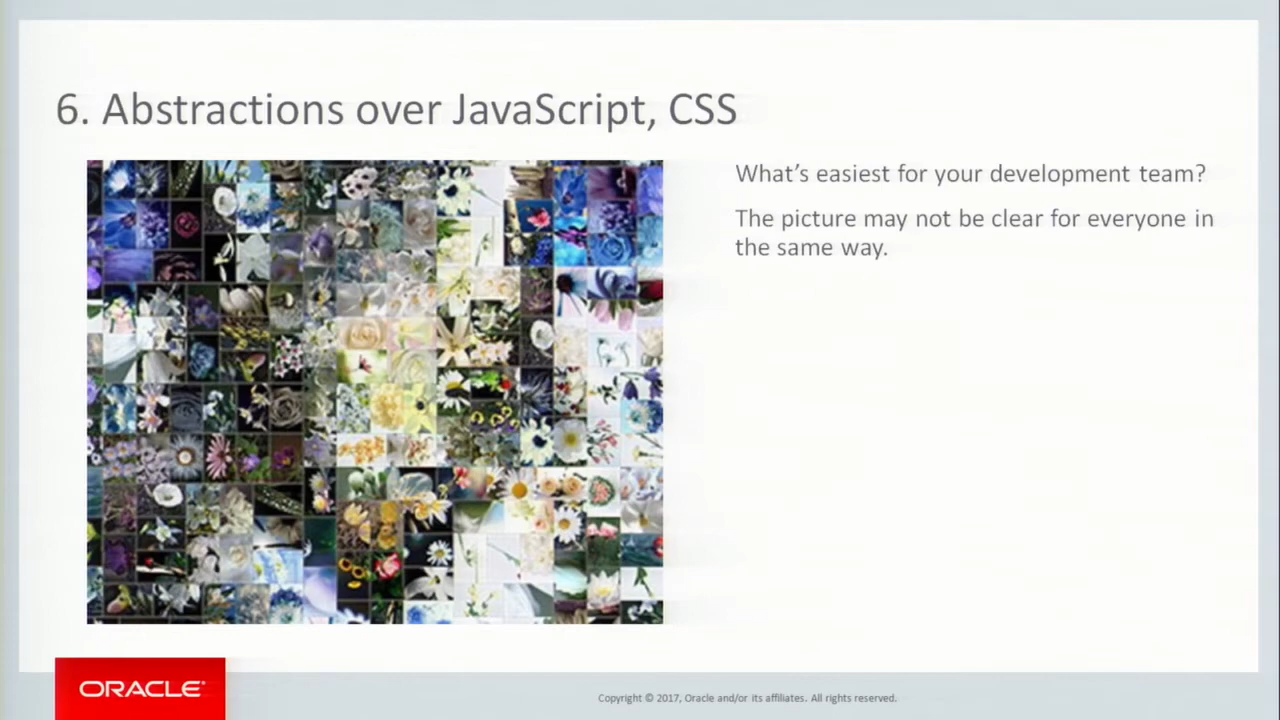 6. Abstractions over JavaScript, CSS
What’s easiest for your development team?
The picture may not be clear for everyone in
the same way.
ORACLE®
Copyright © 2017, Oracle and/or its affiliates. All rights reserved.